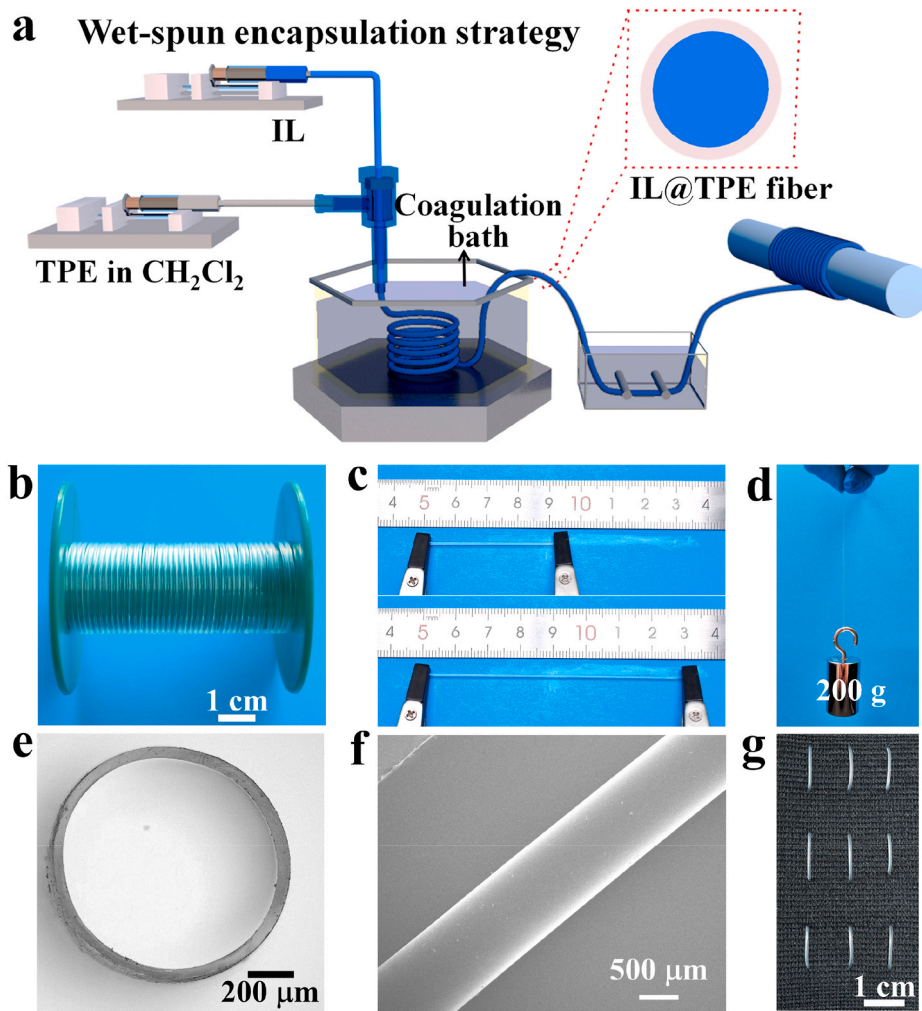 a Wet-spun encapsulation strategy
IL
IL@TPE fiber
Coagulation
bath
TPE in CH₂Cl₂
b
1 cm
c
mm
4 5 6 7 8 9 10 1 2 3 4
mm
4 5 6 7 8 9 10 1 2 3 4
d
200 g
e
200 μm
f
500 μm
g
1 cm